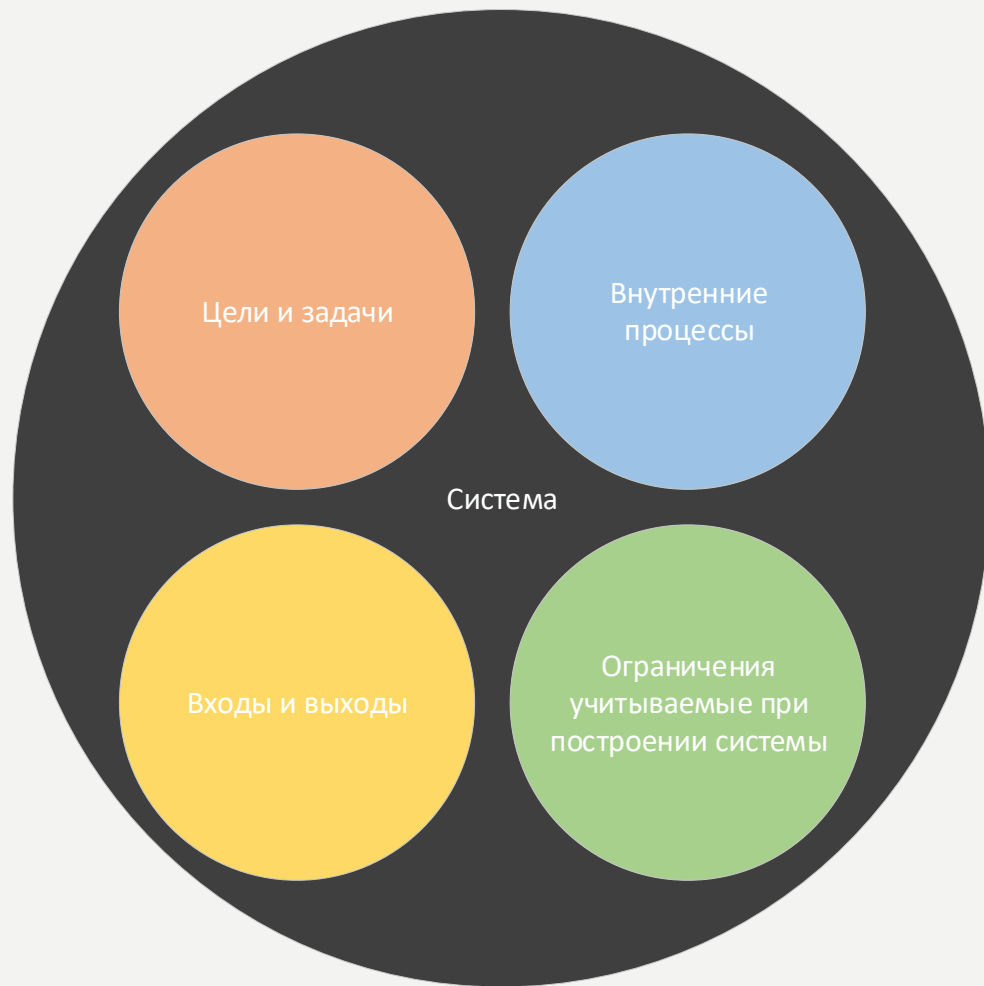 Цели и задачи
Внутренние
процессы
Система
Входы и выходы
Ограничения
учитываемые при
построении системы